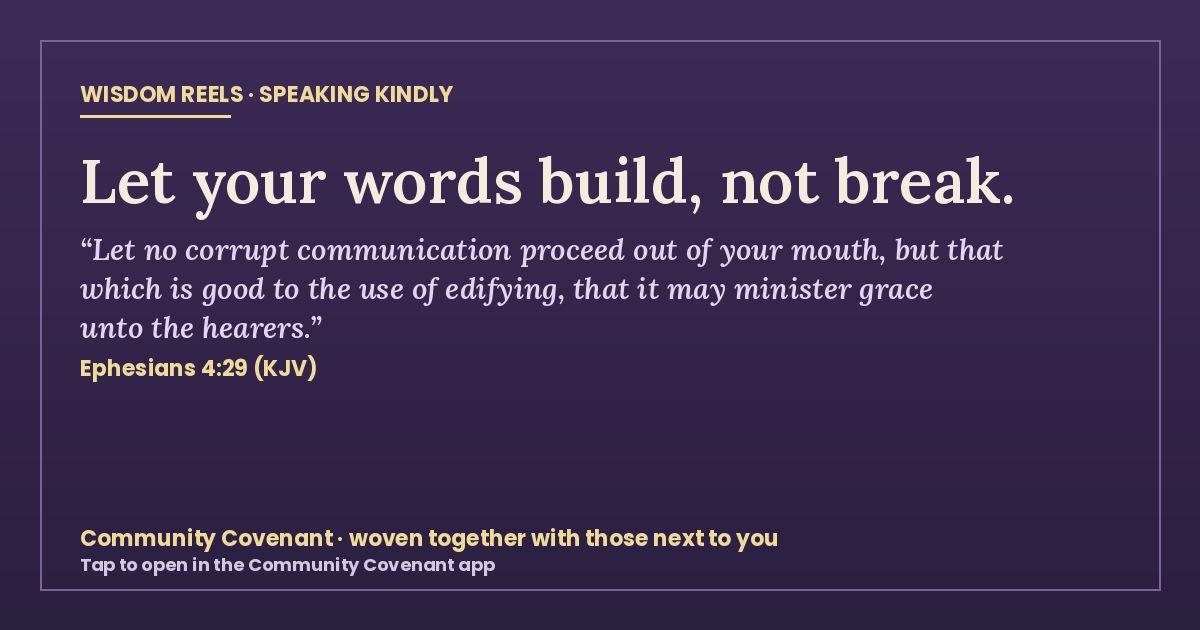 WISDOM REELS · SPEAKING KINDLY
Let your words build, not break.
“Let no corrupt communication proceed out of your mouth, but that
which is good to the use of edifying, that it may minister grace
unto the hearers.”
Ephesians 4:29 (KJV)
Community Covenant · woven together with those next to you
Tap to open in the Community Covenant app